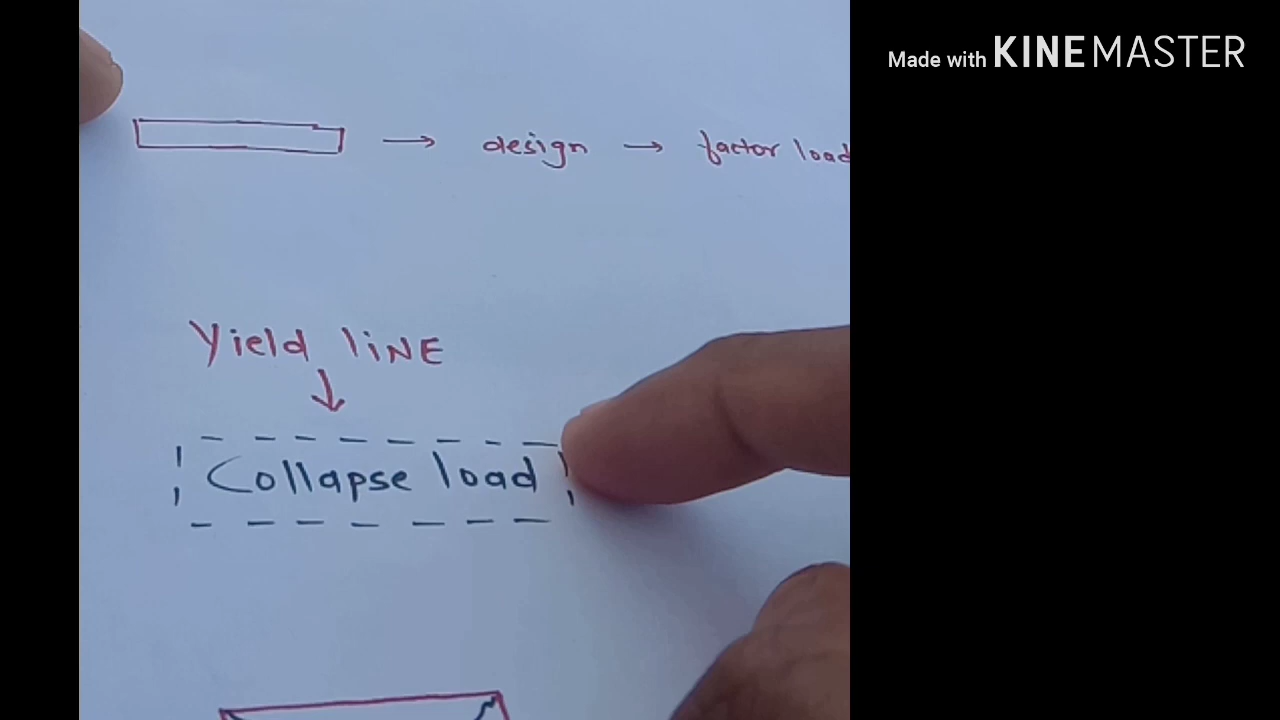 Made with KINEMASTER
design → factor load
Yield liNE
Collapse load